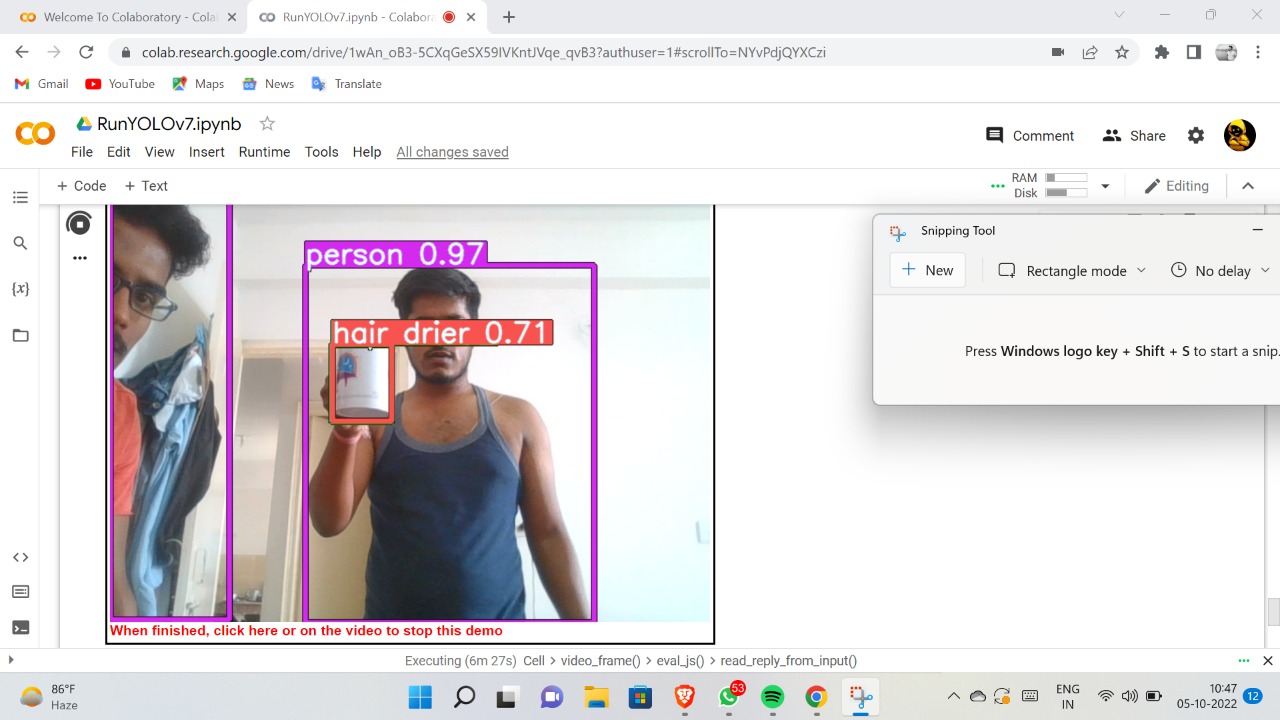 Welcome To Colaboratory - Cola
RunYOLOv7.ipynb - Colabora
colab.research.google.com/drive/1wAn_oB3-5CXqGeSX59IVKntJVqe_qvB3?authuser=1#scrollTo=NYvPdjQYXCzi
Gmail
YouTube
Maps
News
Translate
RunYOLOv7.ipynb
Comment
Share
File
Edit
View
Insert
Runtime
Tools
Help
All changes saved
+ Code
+ Text
RAM
Disk
Editing
person 0.97
hair drier 0.71
Snipping Tool
New
Rectangle mode
No delay
Press Windows logo key + Shift + S to start a snip.
{x}
When finished, click here or on the video to stop this demo
Executing (6m 27s) Cell > video_frame() > eval_js() > read_reply_from_input()
86°F
Haze
53
ENG
IN
10:47
05-10-2022
12